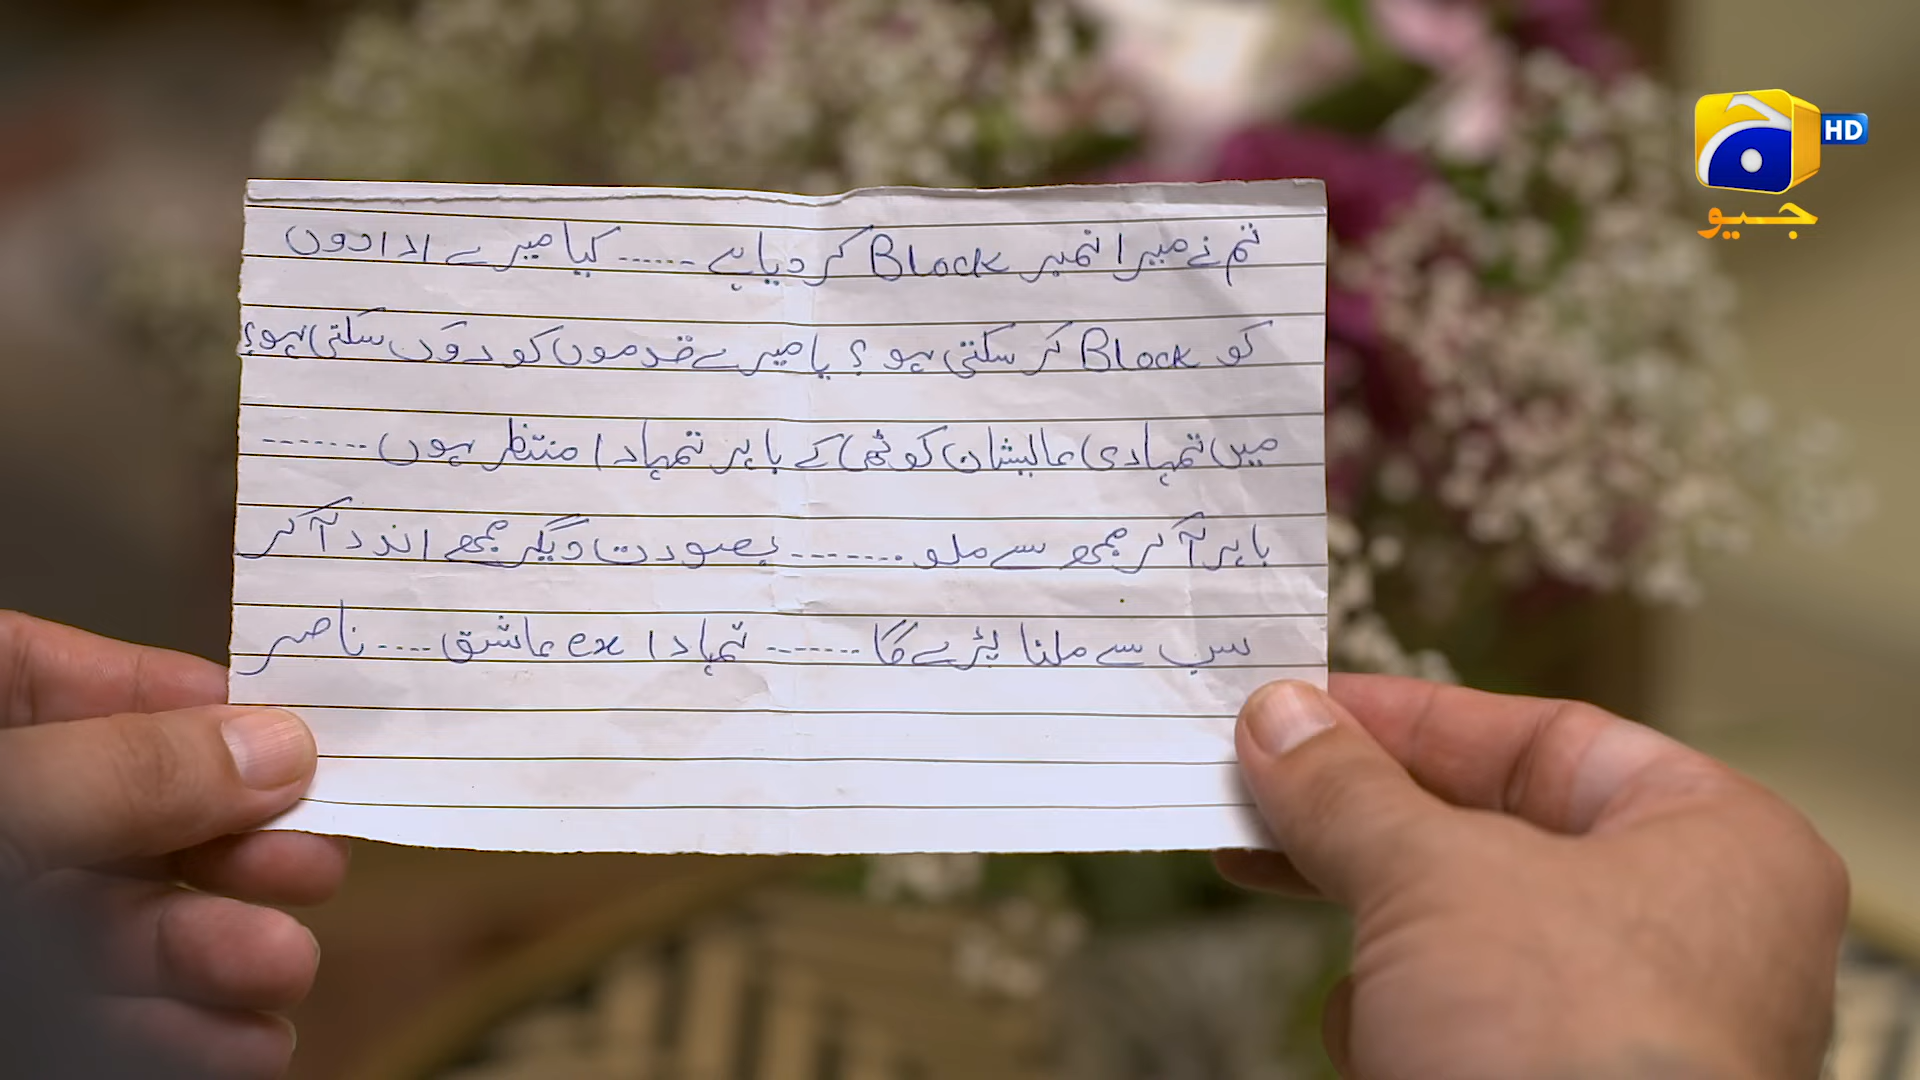 تم نے میرا نمبر Block کر دیا ہے ...... کیا میرے ارادوں
کو Block کر سکتی ہو ؟ یا میرے قدموں کو روک سکتی ہو؟
میں تمہاری عالیشان کوٹھی کے باہر تمہارا منتظر ہوں .......
باہر آ کر مجھ سے ملو ....... بصورت دیگر مجھے اندر آ کر
سب سے ملنا پڑے گا ....... تمہارا ex عاشق .... ناصر
HD
جیو